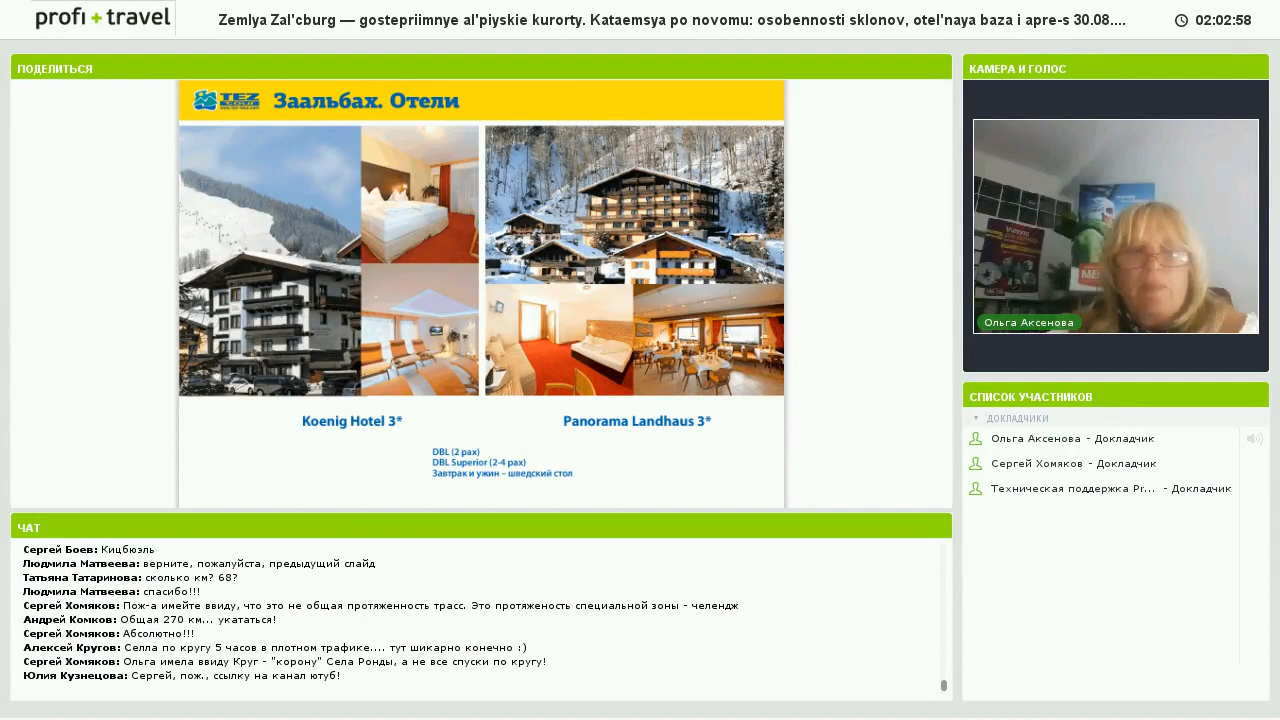 profi+travel
Zemlya Zal'cburg — gostepriimnye al'piyskie kurorty. Kataemsya po novomu: osobennosti sklonov, otel'naya baza i apre-s 30.08....
02:02:58
ПОДЕЛИТЬСЯ
TEZ
TOUR
Заальбах. Отели
Koenig Hotel 3*
Panorama Landhaus 3*
DBL (2 pax)
DBL Superior (2-4 pax)
Завтрак и ужин – шведский стол
КАМЕРА И ГОЛОС
Vienna
Ольга Аксенова
СПИСОК УЧАСТНИКОВ
ДОКЛАДЧИКИ
Ольга Аксенова - Докладчик
Сергей Хомяков - Докладчик
Техническая поддержка Pr... - Докладчик
ЧАТ
Сергей Боев: Кицбюэль
Людмила Матвеева: верните, пожалуйста, предыдущий слайд
Татьяна Татаринова: сколько км? 68?
Людмила Матвеева: спасибо!!!
Сергей Хомяков: Пож-а имейте ввиду, что это не общая протяженность трасс. Это протяженость специальной зоны - челендж
Андрей Комков: Общая 270 км... укататься!
Сергей Хомяков: Абсолютно!!!
Алексей Кругов: Селла по кругу 5 часов в плотном трафике.... тут шикарно конечно :)
Сергей Хомяков: Ольга имела ввиду Круг - "корону" Села Ронды, а не все спуски по кругу!
Юлия Кузнецова: Сергей, пож., ссылку на канал ютуб!